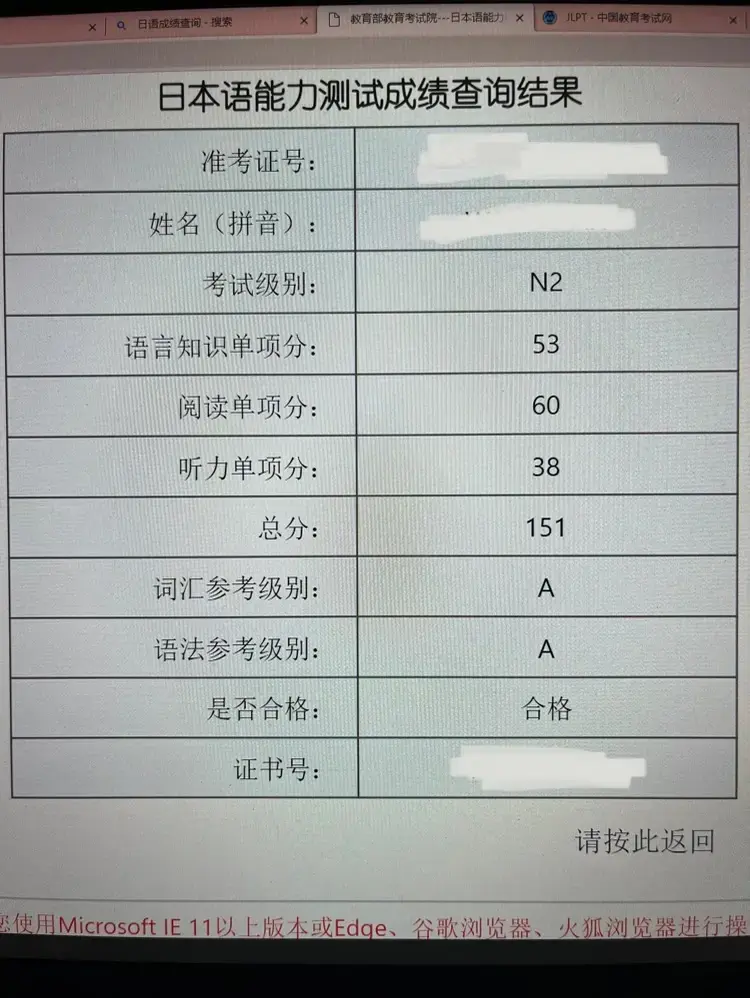 日语成绩查询 - 搜索
教育部教育考试院---日本语能力
JLPT - 中国教育考试网
日本语能力测试成绩查询结果
准考证号：
姓名（拼音）：
考试级别： N2
语言知识单项分： 53
阅读单项分： 60
听力单项分： 38
总分： 151
词汇参考级别： A
语法参考级别： A
是否合格： 合格
证书号：
请按此返回
您使用Microsoft IE 11以上版本或Edge、谷歌浏览器、火狐浏览器进行操